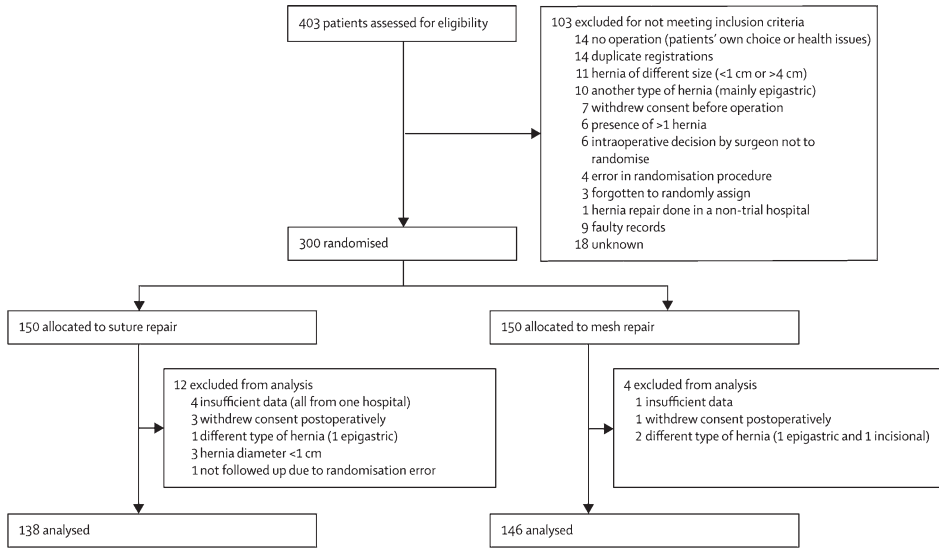 403 patients assessed for eligibility
103 excluded for not meeting inclusion criteria
14 no operation (patients' own choice or health issues)
14 duplicate registrations
11 hernia of different size (<1 cm or >4 cm)
10 another type of hernia (mainly epigastric)
7 withdrew consent before operation
6 presence of >1 hernia
6 intraoperative decision by surgeon not to
randomise
4 error in randomisation procedure
3 forgotten to randomly assign
1 hernia repair done in a non-trial hospital
9 faulty records
18 unknown
300 randomised
150 allocated to suture repair
150 allocated to mesh repair
12 excluded from analysis
4 insufficient data (all from one hospital)
3 withdrew consent postoperatively
1 different type of hernia (1 epigastric)
3 hernia diameter <1 cm
1 not followed up due to randomisation error
4 excluded from analysis
1 insufficient data
1 withdrew consent postoperatively
2 different type of hernia (1 epigastric and 1 incisional)
138 analysed
146 analysed